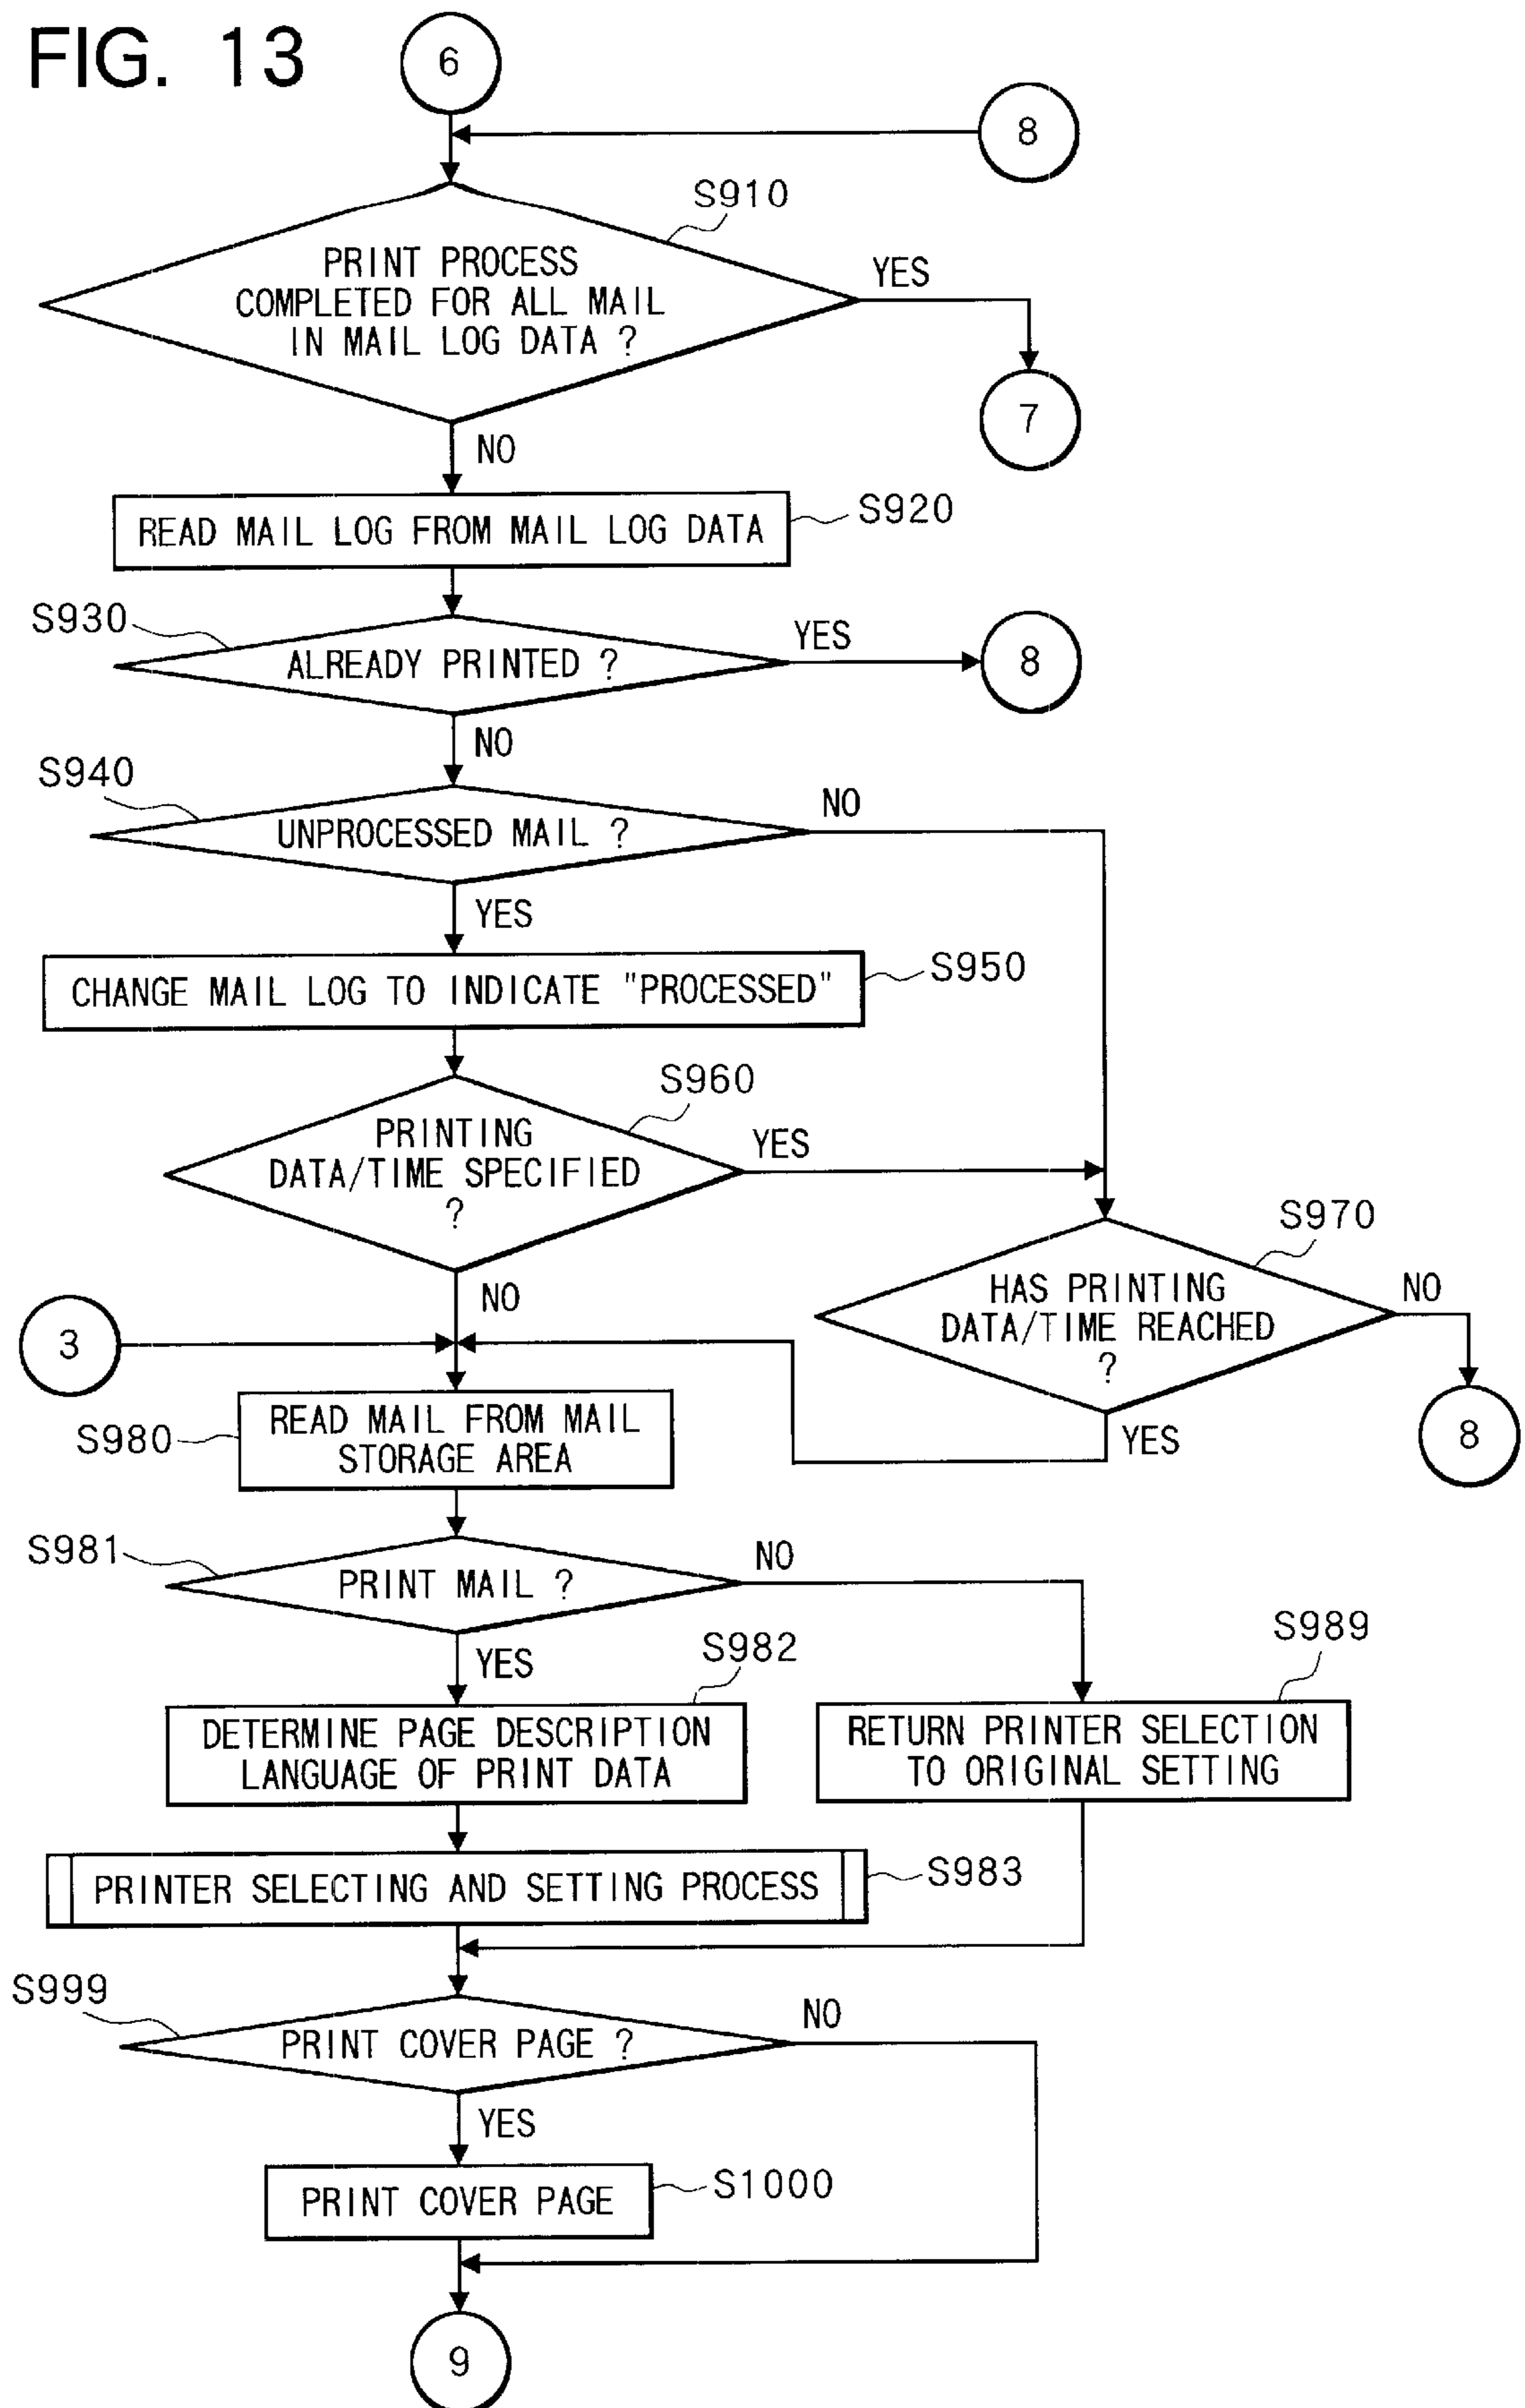 FIG. 13
6
8
S910
PRINT PROCESS
COMPLETED FOR ALL MAIL
IN MAIL LOG DATA ?
YES
7
NO
READ MAIL LOG FROM MAIL LOG DATA
S920
S930
ALREADY PRINTED ?
YES
8
NO
S940
UNPROCESSED MAIL ?
NO
YES
CHANGE MAIL LOG TO INDICATE "PROCESSED"
S950
S960
PRINTING
DATA/TIME SPECIFIED
?
YES
S970
HAS PRINTING
DATA/TIME REACHED
?
NO
8
YES
NO
3
READ MAIL FROM MAIL
STORAGE AREA
S980
S981
PRINT MAIL ?
NO
YES
S982
DETERMINE PAGE DESCRIPTION
LANGUAGE OF PRINT DATA
S989
RETURN PRINTER SELECTION
TO ORIGINAL SETTING
PRINTER SELECTING AND SETTING PROCESS
S983
S999
PRINT COVER PAGE ?
NO
YES
PRINT COVER PAGE
S1000
9